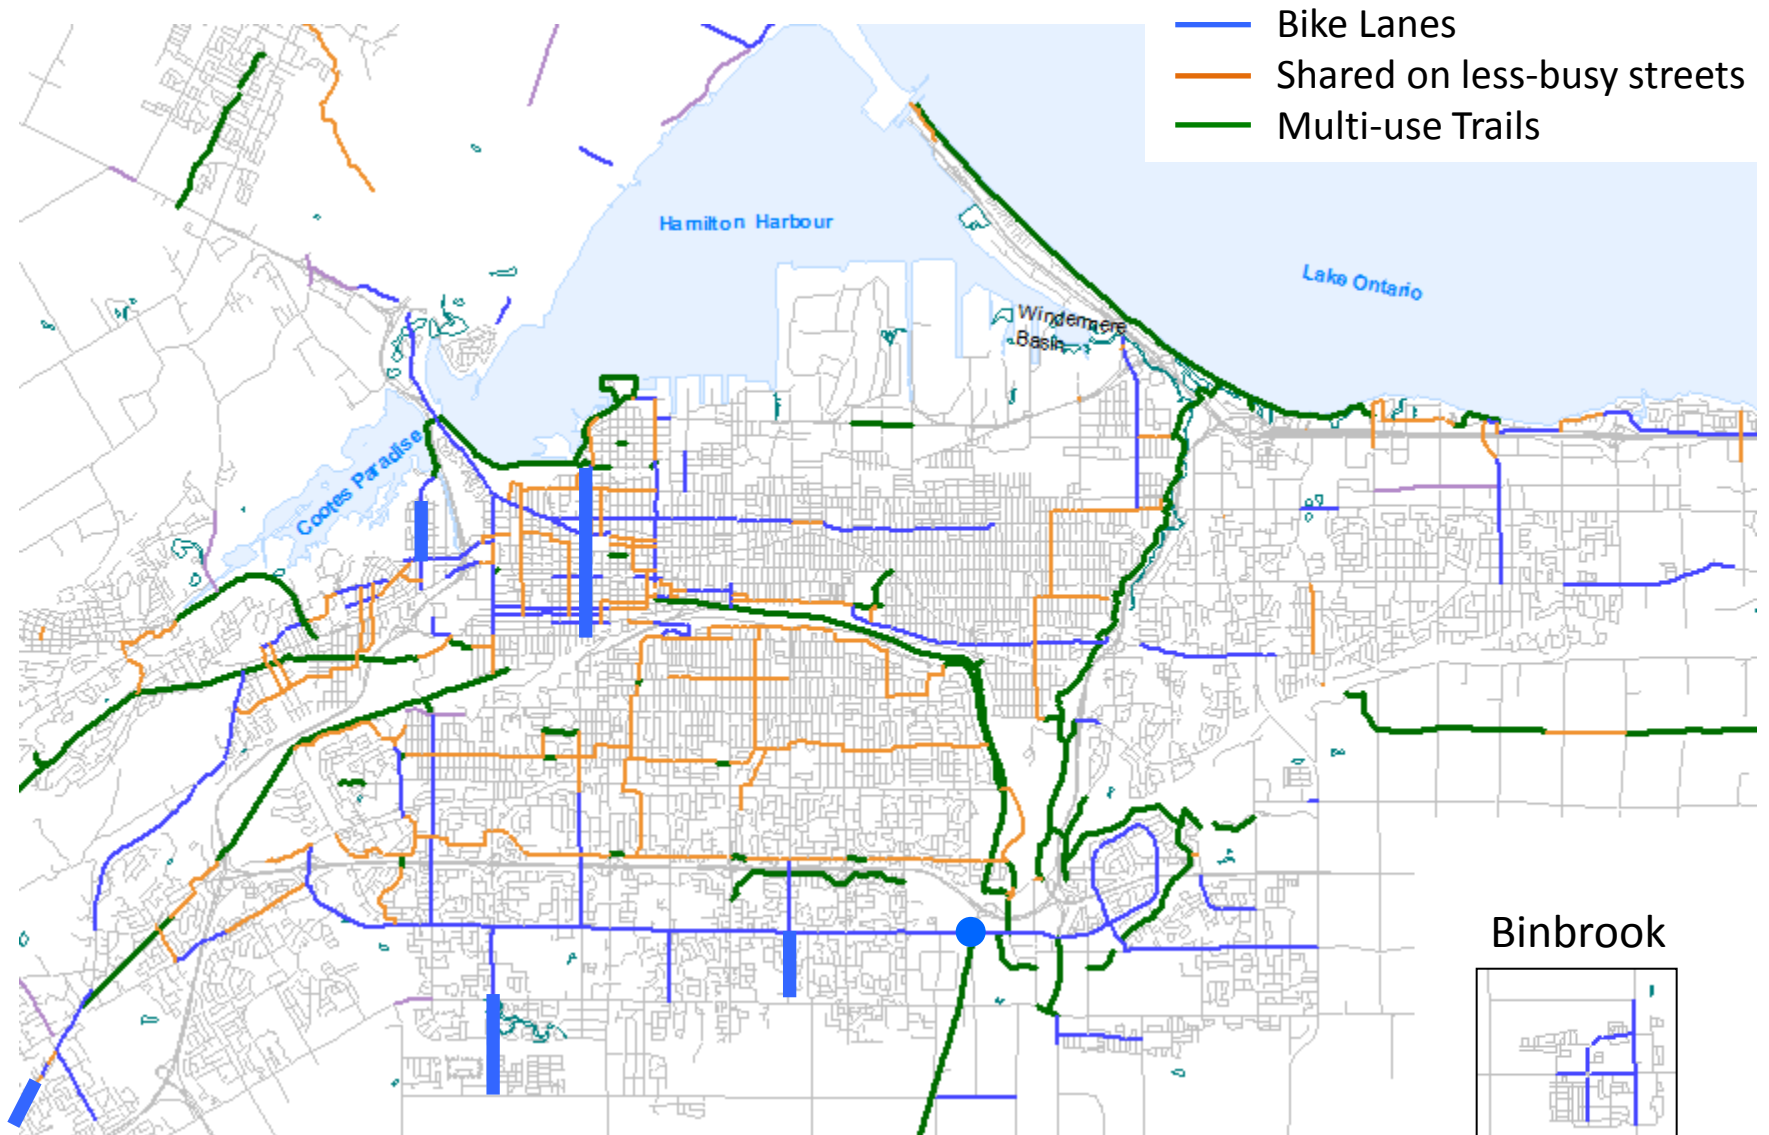 Bike Lanes
Shared on less-busy streets
Multi-use Trails
Hamilton Harbour
Lake Ontario
Windermere
Basin
Cootes Paradise
Binbrook